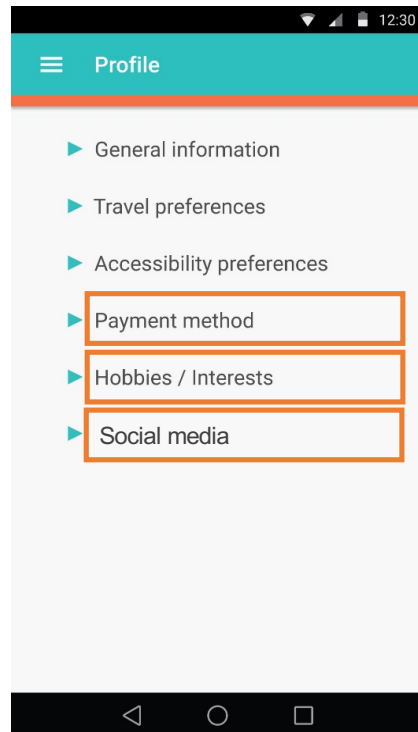 12:30
Profile
General information
Travel preferences
Accessibility preferences
Payment method
Hobbies / Interests
Social media